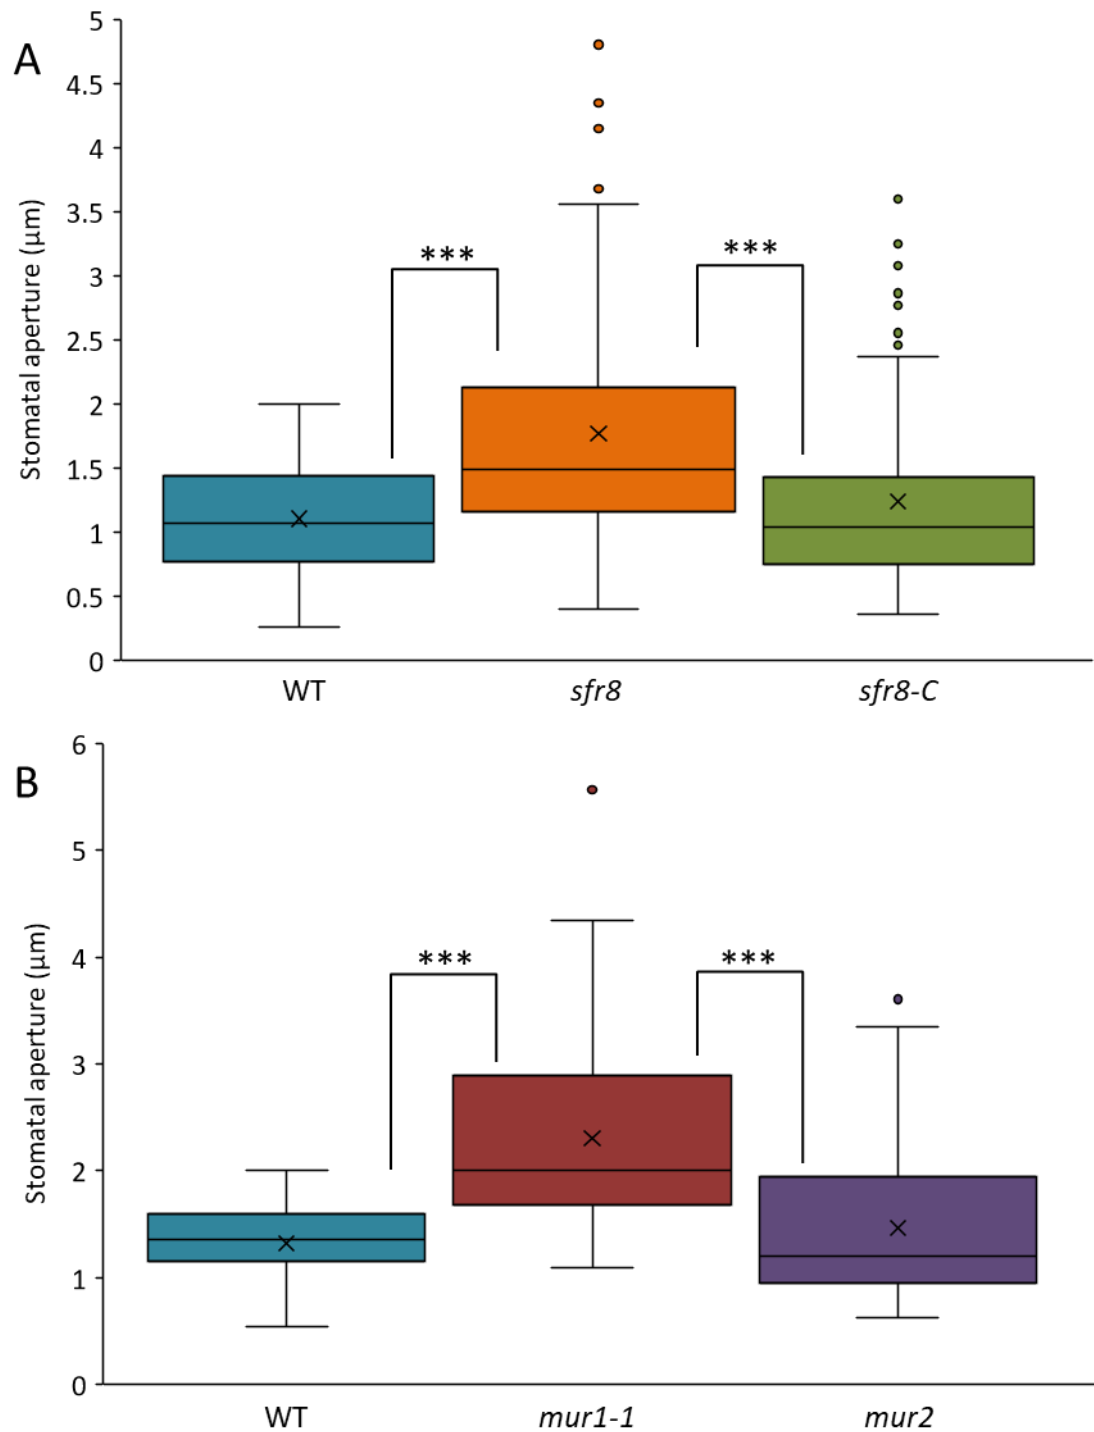 A
Stomatal aperture (µm)
5
4.5
4
3.5
3
2.5
2
1.5
1
0.5
0
***
***
WT
sfr8
sfr8-C
B
Stomatal aperture (µm)
6
5
4
3
2
1
0
***
***
WT
mur1-1
mur2